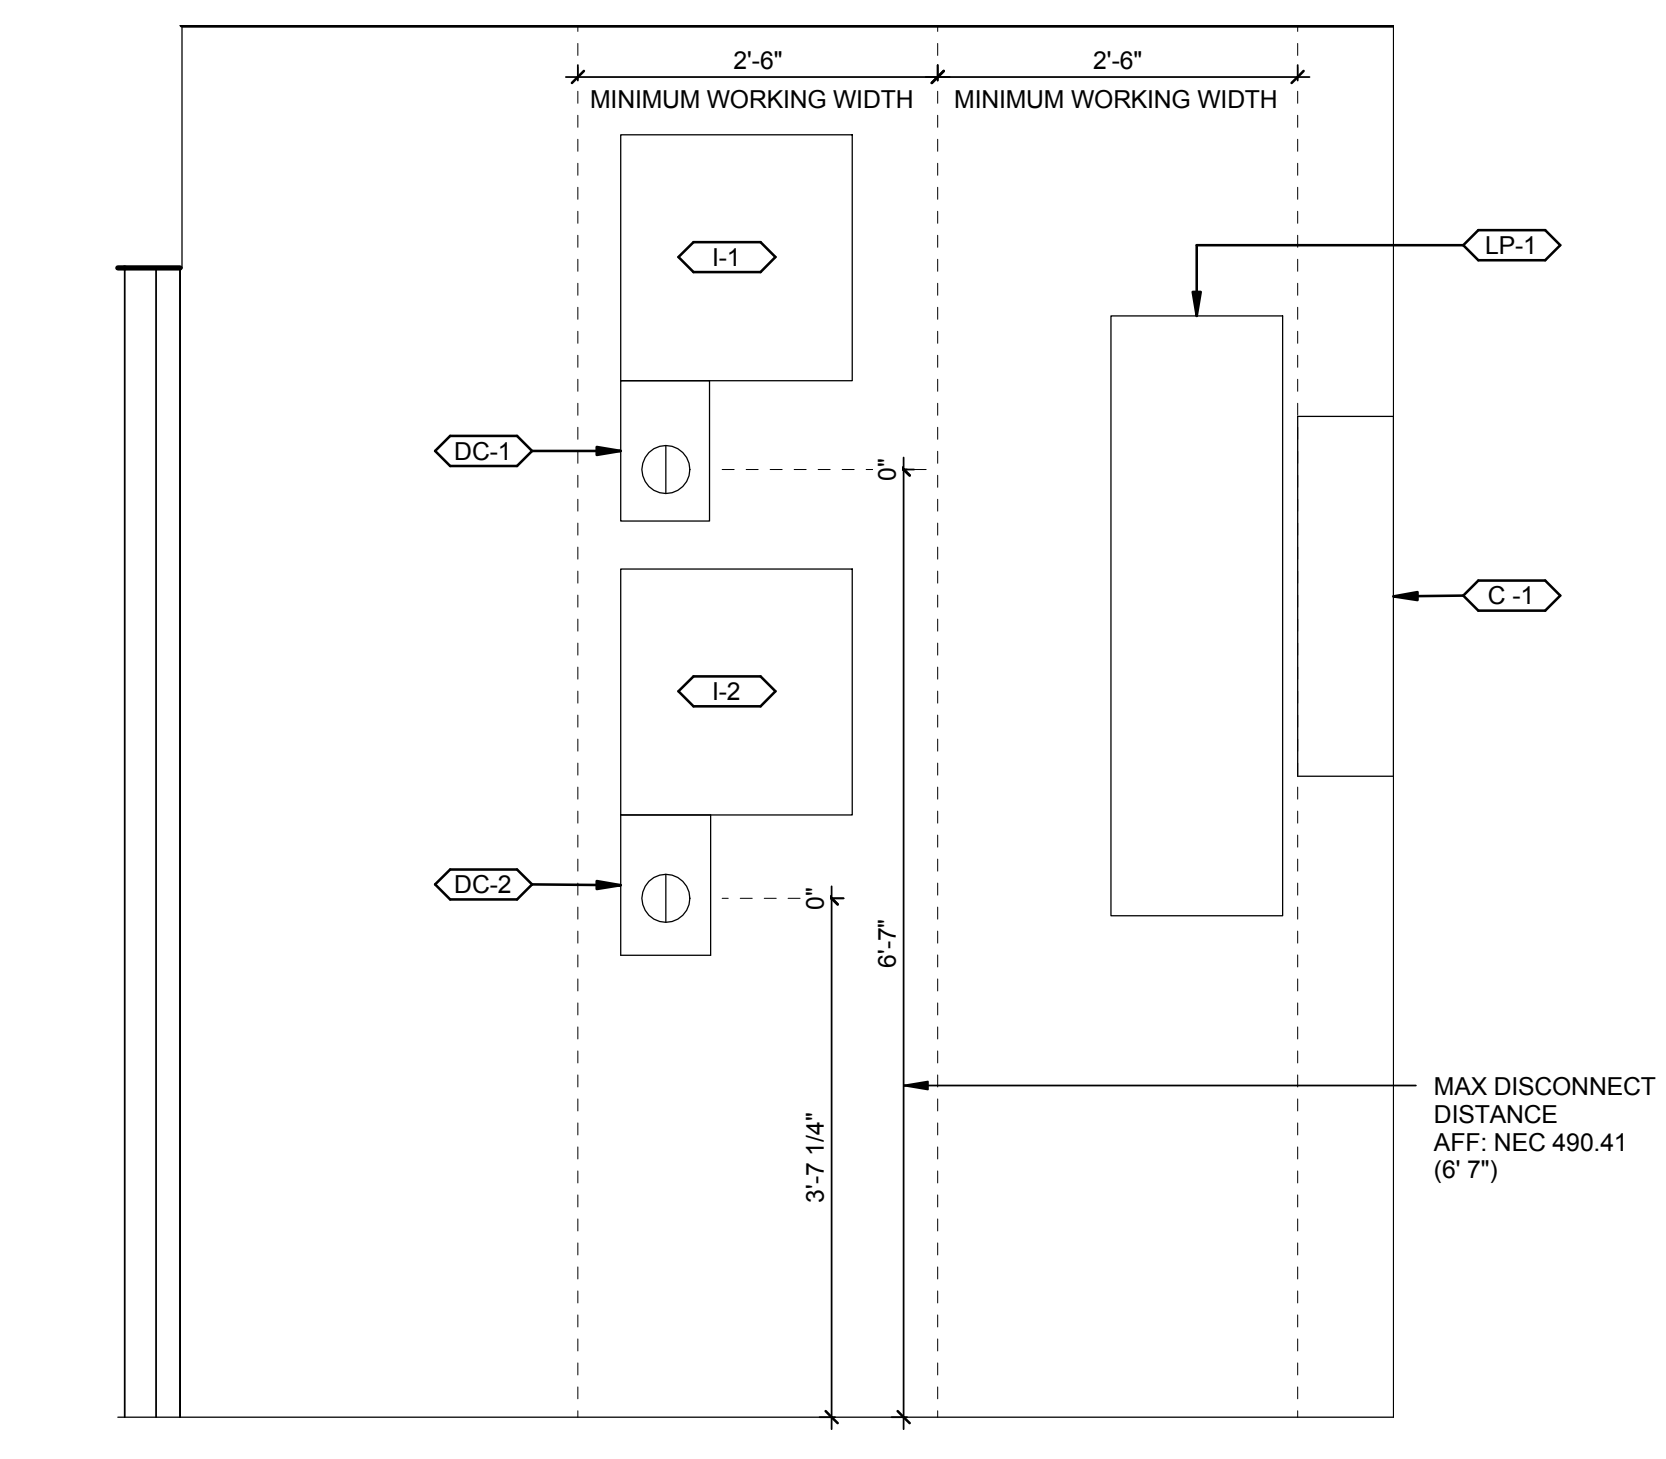 2'-6"
2'-6"
MINIMUM WORKING WIDTH
MINIMUM WORKING WIDTH
I-1
LP-1
DC-1
0"
C -1
I-2
DC-2
0"
6'-7"
3'-7 1/4"
MAX DISCONNECT
DISTANCE
AFF: NEC 490.41
(6' 7")